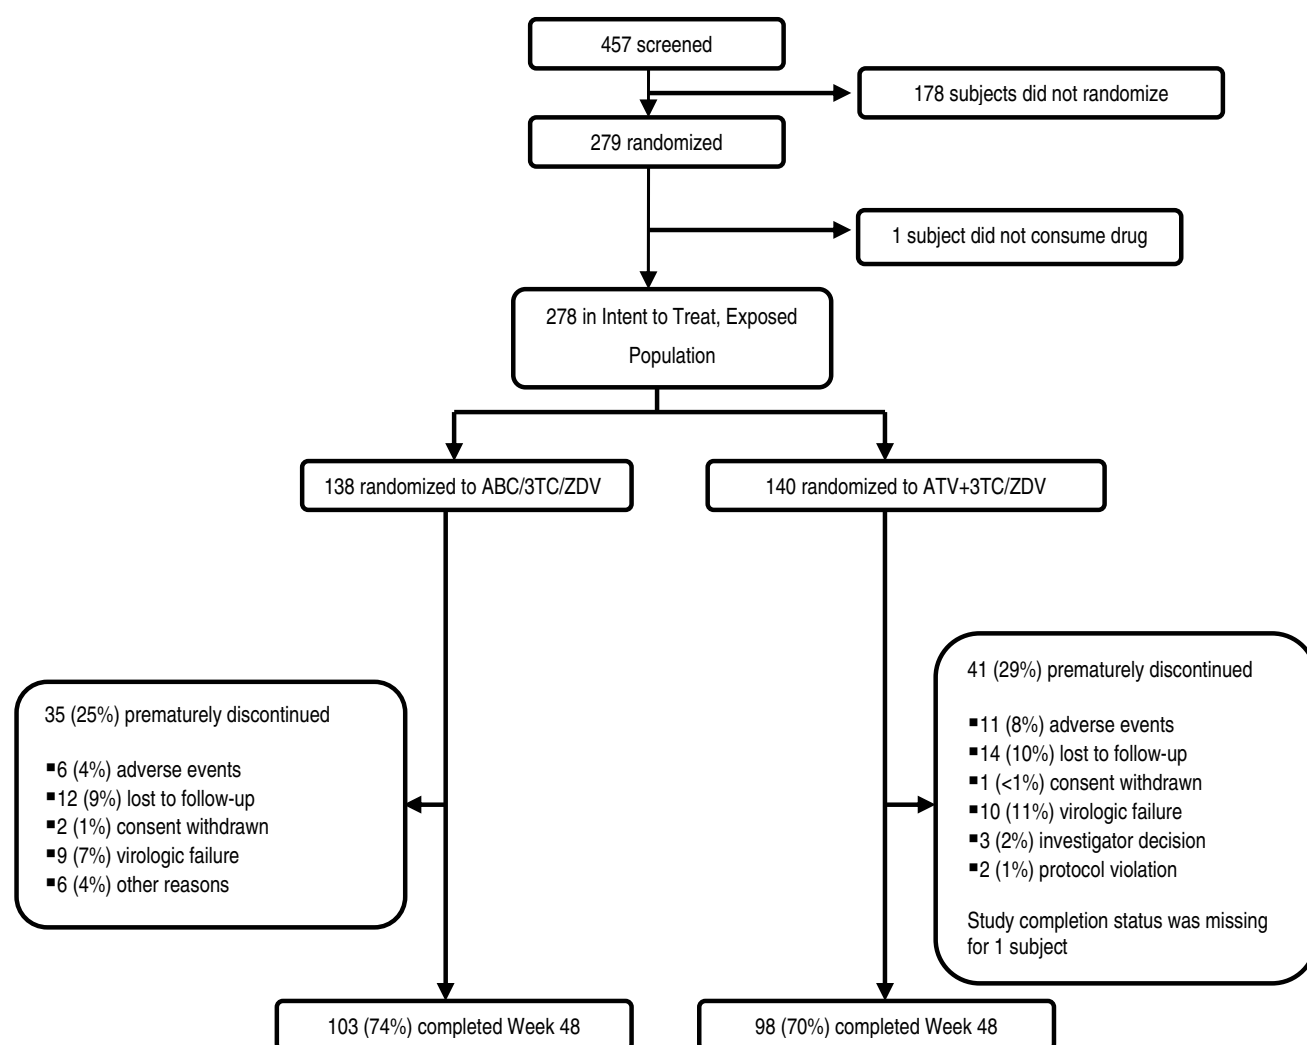 457 screened
178 subjects did not randomize
279 randomized
1 subject did not consume drug
278 in Intent to Treat, Exposed
Population
138 randomized to ABC/3TC/ZDV
140 randomized to ATV+3TC/ZDV
35 (25%) prematurely discontinued
▪6 (4%) adverse events
▪12 (9%) lost to follow-up
▪2 (1%) consent withdrawn
▪9 (7%) virologic failure
▪6 (4%) other reasons
41 (29%) prematurely discontinued
▪11 (8%) adverse events
▪14 (10%) lost to follow-up
▪1 (<1%) consent withdrawn
▪10 (11%) virologic failure
▪3 (2%) investigator decision
▪2 (1%) protocol violation
Study completion status was missing
for 1 subject
103 (74%) completed Week 48
98 (70%) completed Week 48